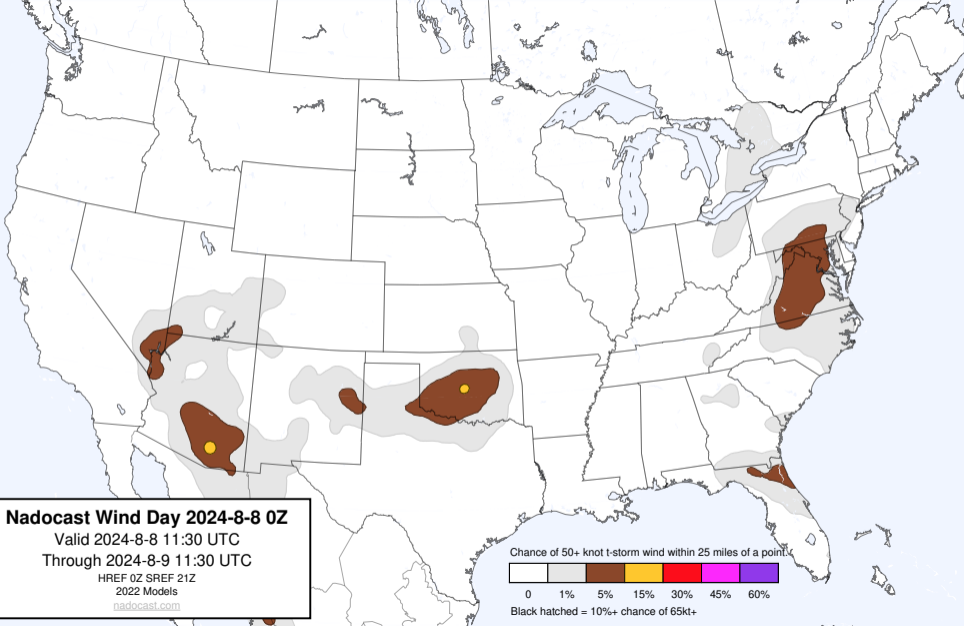 Nadocast Wind Day 2024-8-8 0Z
Valid 2024-8-8 11:30 UTC
Through 2024-8-9 11:30 UTC
HREF 0Z SREF 21Z
2022 Models
nadocast.com
Chance of 50+ knot t-storm wind within 25 miles of a point.
0 1% 5% 15% 30% 45% 60%
Black hatched = 10%+ chance of 65kt+